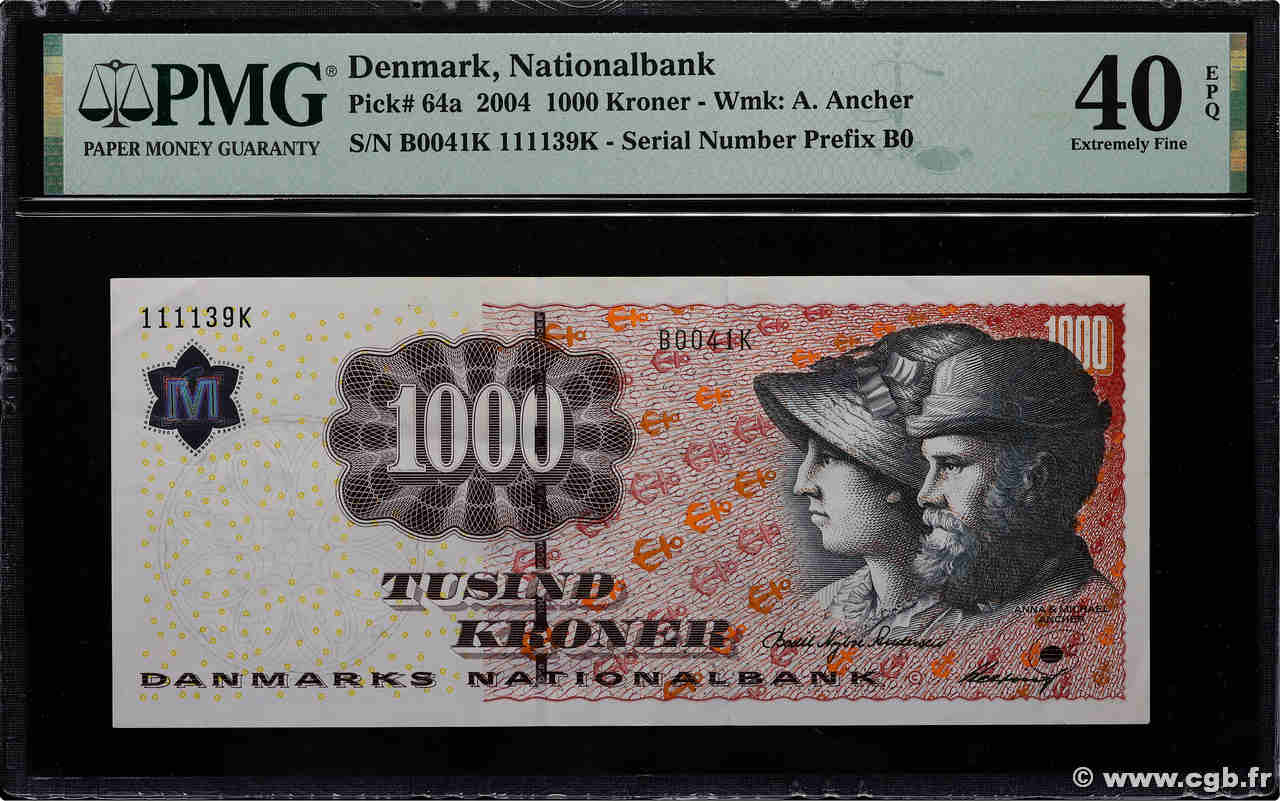 PMG®
PAPER MONEY GUARANTY
Denmark, Nationalbank
Pick# 64a 2004 1000 Kroner - Wmk: A. Ancher
S/N B0041K 111139K - Serial Number Prefix B0
40
Extremely Fine
EPQ
111139K
B0041K
1000
M
1000
TUSIND
KRONER
ANNA & MICHAEL
ANCHER
DANMARKS NATIONALBANK ©
© www.cgb.fr